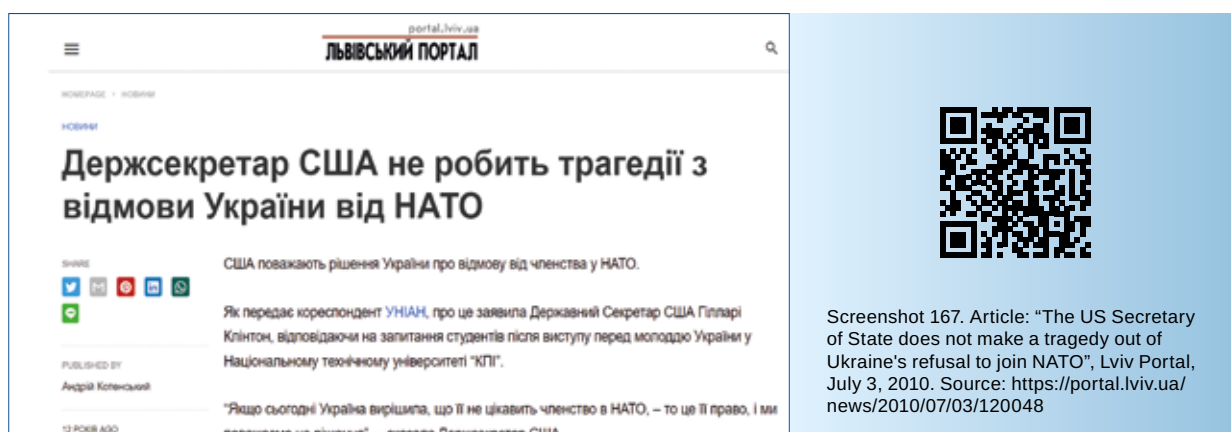 portal.lviv.ua
ЛЬВІВСЬКИЙ ПОРТАЛ
HOMEPAGE > НОВИНИ
НОВИНИ
Держсекретар США не робить трагедії з
відмови України від НАТО
SHARE
США поважають рішення України про відмову від членства у НАТО.
Як передає кореспондент УНІАН, про це заявила Державний Секретар США Гілларі
Клінтон, відповідаючи на запитання студентів після виступу перед молоддю України у
Національному технічному університеті "КПІ".
PUBLISHED BY
Андрій Котенський
"Якщо сьогодні Україна вирішила, що її не цікавить членство в НАТО, – то це її право, і ми
12 РОКІВ AGO
Screenshot 167. Article: “The US Secretary
of State does not make a tragedy out of
Ukraine's refusal to join NATO”, Lviv Portal,
July 3, 2010. Source: https://portal.lviv.ua/
news/2010/07/03/120048